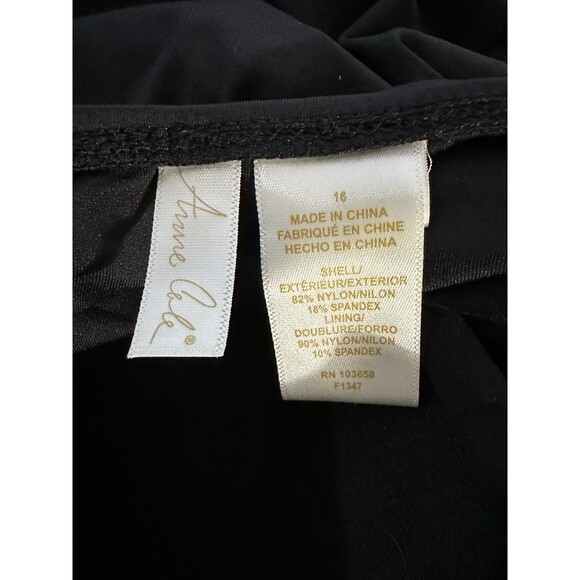 Anne Cole®
16
MADE IN CHINA
FABRIQUÉ EN CHINE
HECHO EN CHINA
SHELL/
EXTÉRIEUR/EXTERIOR
82% NYLON/NILON
18% SPANDEX
LINING/
DOUBLURE/FORRO
90% NYLON/NILON
10% SPANDEX
RN 103658
F1347